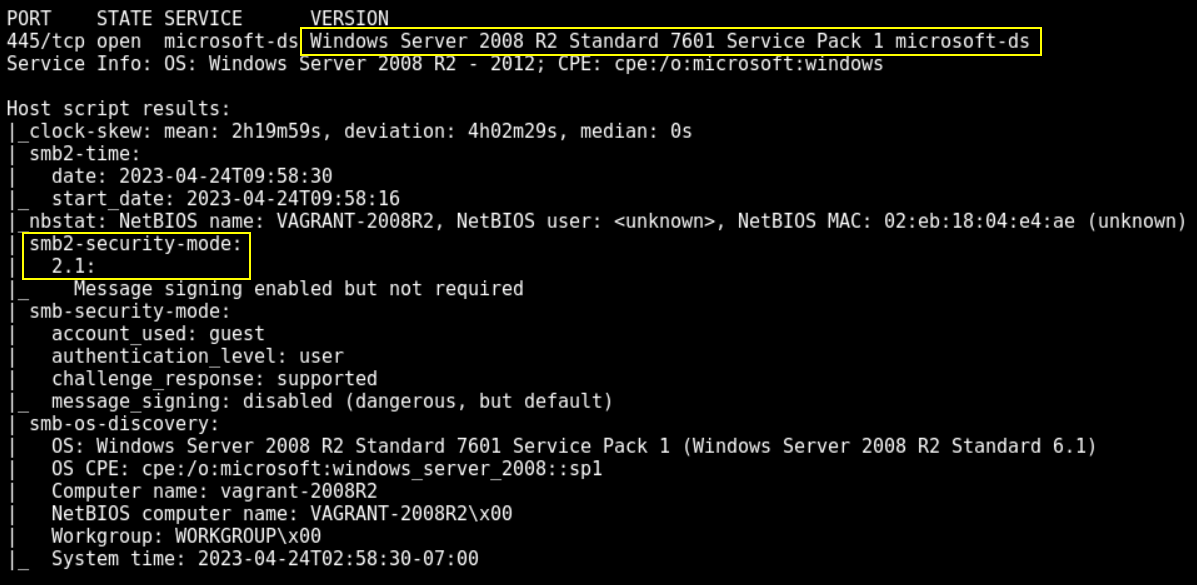 PORT    STATE SERVICE      VERSION
445/tcp open  microsoft-ds Windows Server 2008 R2 Standard 7601 Service Pack 1 microsoft-ds
Service Info: OS: Windows Server 2008 R2 - 2012; CPE: cpe:/o:microsoft:windows

Host script results:
|_clock-skew: mean: 2h19m59s, deviation: 4h02m29s, median: 0s
| smb2-time:
|   date: 2023-04-24T09:58:30
|_  start_date: 2023-04-24T09:58:16
|_nbstat: NetBIOS name: VAGRANT-2008R2, NetBIOS user: <unknown>, NetBIOS MAC: 02:eb:18:04:e4:ae (unknown)
| smb2-security-mode:
|   2.1:
|_    Message signing enabled but not required
| smb-security-mode:
|   account_used: guest
|   authentication_level: user
|   challenge_response: supported
|_  message_signing: disabled (dangerous, but default)
| smb-os-discovery:
|   OS: Windows Server 2008 R2 Standard 7601 Service Pack 1 (Windows Server 2008 R2 Standard 6.1)
|   OS CPE: cpe:/o:microsoft:windows_server_2008::sp1
|   Computer name: vagrant-2008R2
|   NetBIOS computer name: VAGRANT-2008R2\x00
|   Workgroup: WORKGROUP\x00
|_  System time: 2023-04-24T02:58:30-07:00